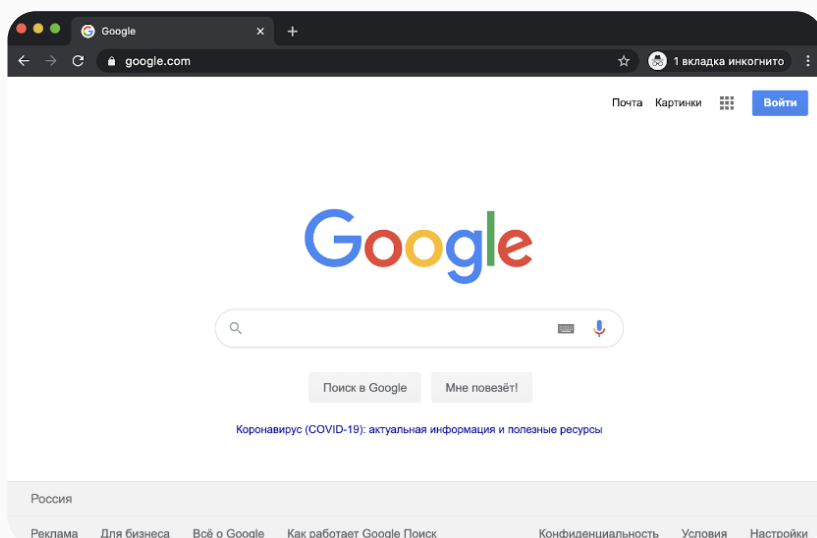 Google
google.com
1 вкладка инкогнито
Почта Картинки Войти
Google
Поиск в Google Мне повезёт!
Коронавирус (COVID-19): актуальная информация и полезные ресурсы
Россия
Реклама Для бизнеса Всё о Google Как работает Google Поиск Конфиденциальность Условия Настройки